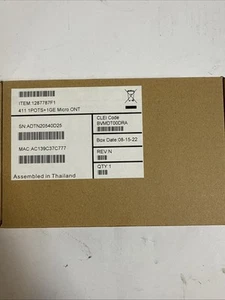 ITEM:1287787F1
411 1POTS+1GE Micro ONT
SN:ADTN20540D25
MAC:AC139C37C777
Assembled in Thailand
CLEI Code
BVMDT00DRA
Box Date:08-15-22
REV N
QTY 1